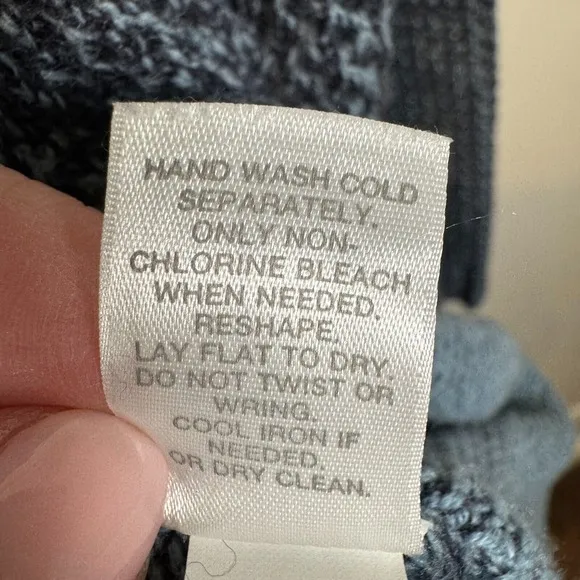 HAND WASH COLD
SEPARATELY.
ONLY NON-
CHLORINE BLEACH
WHEN NEEDED.
RESHAPE.
LAY FLAT TO DRY.
DO NOT TWIST OR
WRING.
COOL IRON IF
NEEDED.
OR DRY CLEAN.